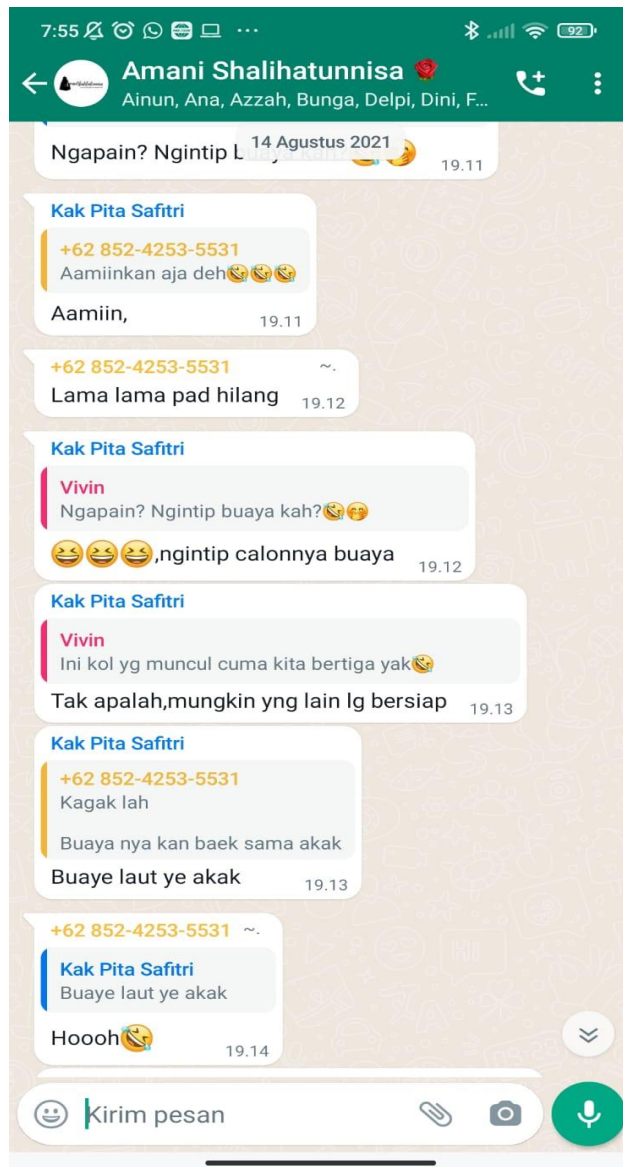 7:55 ...
92
Amani Shalihatunnisa 🌹
Ainun, Ana, Azzah, Bunga, Delpi, Dini, F...
14 Agustus 2021
Ngapain? Ngintip
19.11
Kak Pita Safitri
+62 852-4253-5531
Aamiinkan aja deh🤣🤣🤣
Aamiin,
19.11
+62 852-4253-5531 ~.
Lama lama pad hilang 19.12
Kak Pita Safitri
Vivin
Ngapain? Ngintip buaya kah?🤣🤭
😆😆😆,ngintip calonnya buaya
19.12
Kak Pita Safitri
Vivin
Ini kol yg muncul cuma kita bertiga yak🤣
Tak apalah,mungkin yng lain lg bersiap 19.13
Kak Pita Safitri
+62 852-4253-5531
Kagak lah
Buaya nya kan baek sama akak
Buaye laut ye akak 19.13
+62 852-4253-5531 ~.
Kak Pita Safitri
Buaye laut ye akak
Hoooh🤣
19.14
Kirim pesan